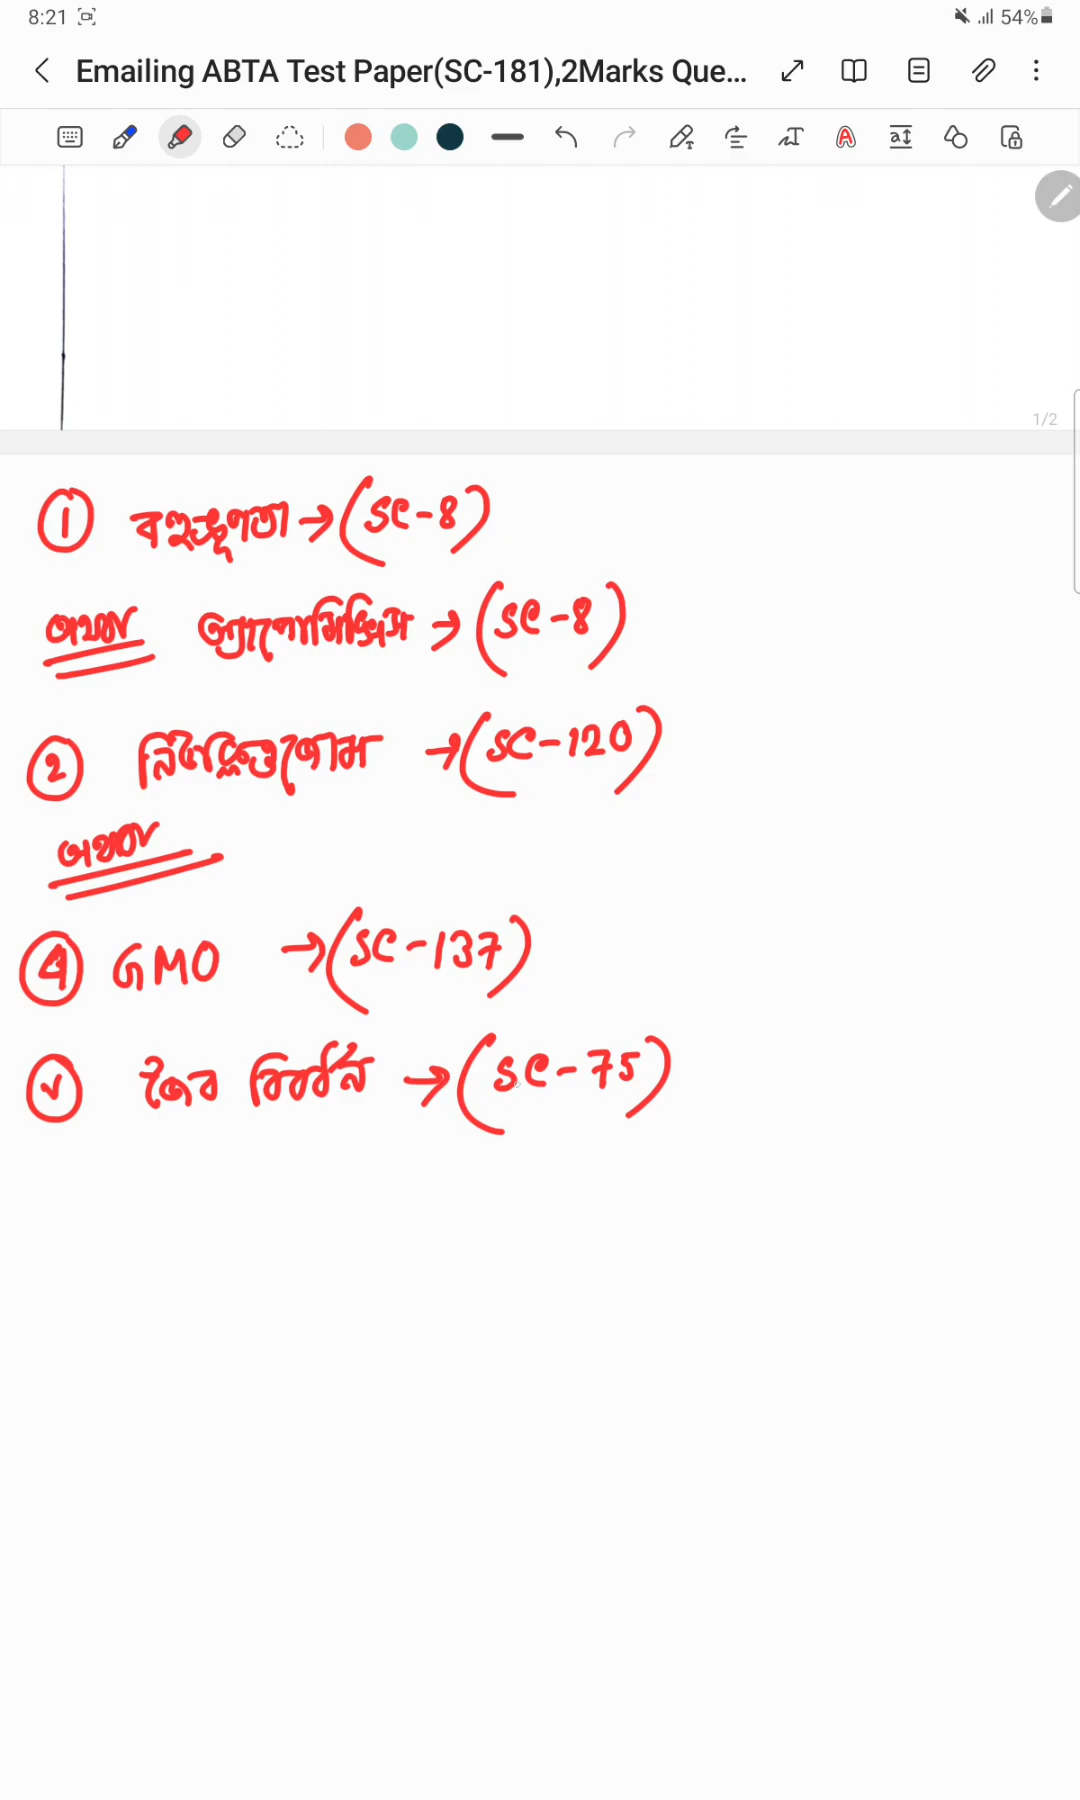 8:21 54%
Emailing ABTA Test Paper(SC-181),2Marks Que...
1/2
① বহুরূপতা → (SC-8)
অথবা অ্যাপোমিক্সিস → (SC-8)
② নিউক্লিওজোম → (SC-120)
অথবা
④ GMO → (SC-137)
জৈব বিবর্তন → (SC-75)